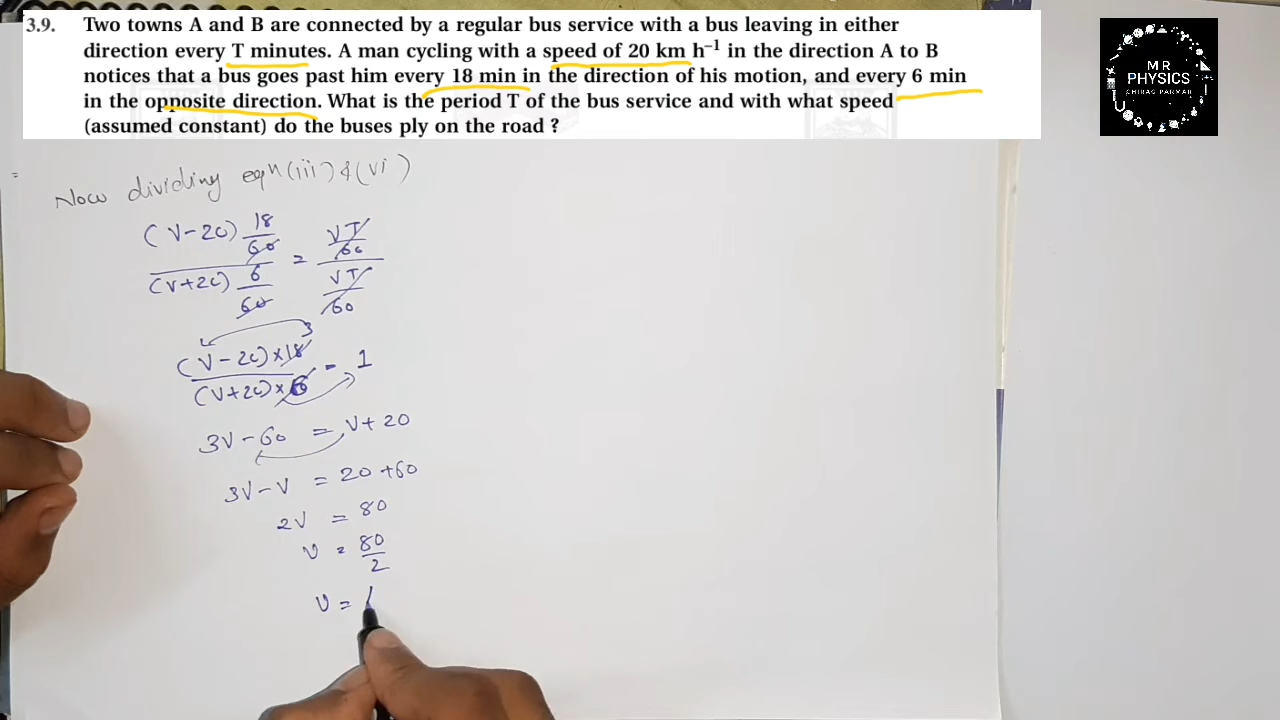 3.9. Two towns A and B are connected by a regular bus service with a bus leaving in either
direction every T minutes. A man cycling with a speed of 20 km h⁻¹ in the direction A to B
notices that a bus goes past him every 18 min in the direction of his motion, and every 6 min
in the opposite direction. What is the period T of the bus service and with what speed
(assumed constant) do the buses ply on the road ?
MR
PHYSICS
CHIRAG PARMAR
Now dividing eqn (iii) & (vi)
(V-20) 18/60 / (V+20) 6/60 = VT/60 / VT/60
(V-20)×18 3 / (V+20)×6 = 1
3V-60 = V+20
3V-V = 20+60
2V = 80
V = 80/2
V =